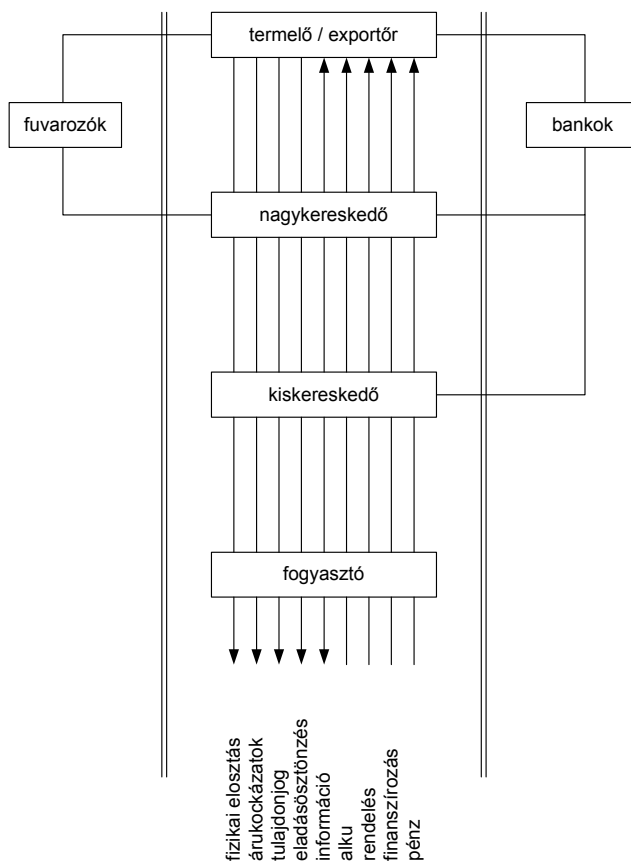 termelő / exportőr
fuvarozók
bankok
nagykereskedő
kiskereskedő
fogyasztó
fizikai elosztás
árukockázatok
tulajdonjog
eladásösztönzés
információ
alku
rendelés
finanszírozás
pénz